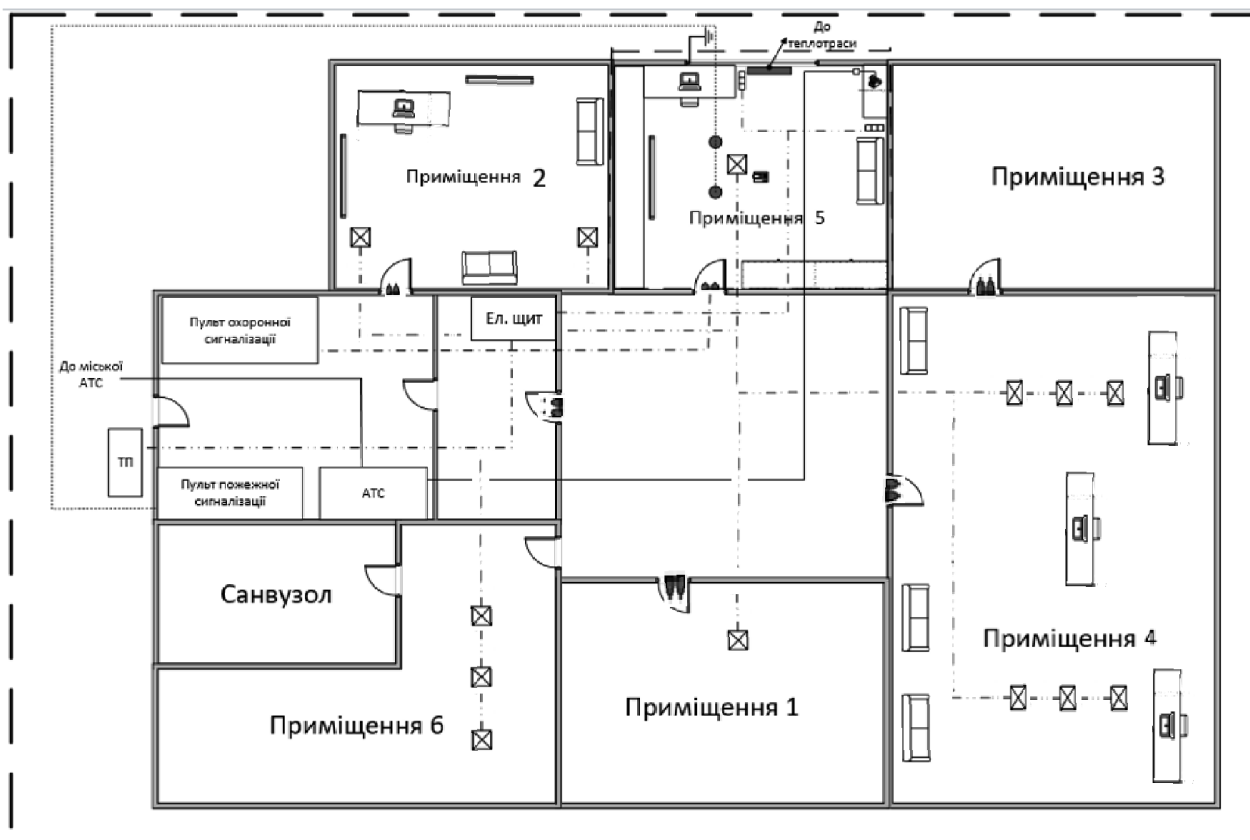 До
теплотраси
Приміщення 2
Приміщення 5
Приміщення 3
Пульт охоронної
сигналізації
Ел. щит
До міської
АТС
ТП
Пульт пожежної
сигналізації
АТС
Санвузол
Приміщення 4
Приміщення 1
Приміщення 6